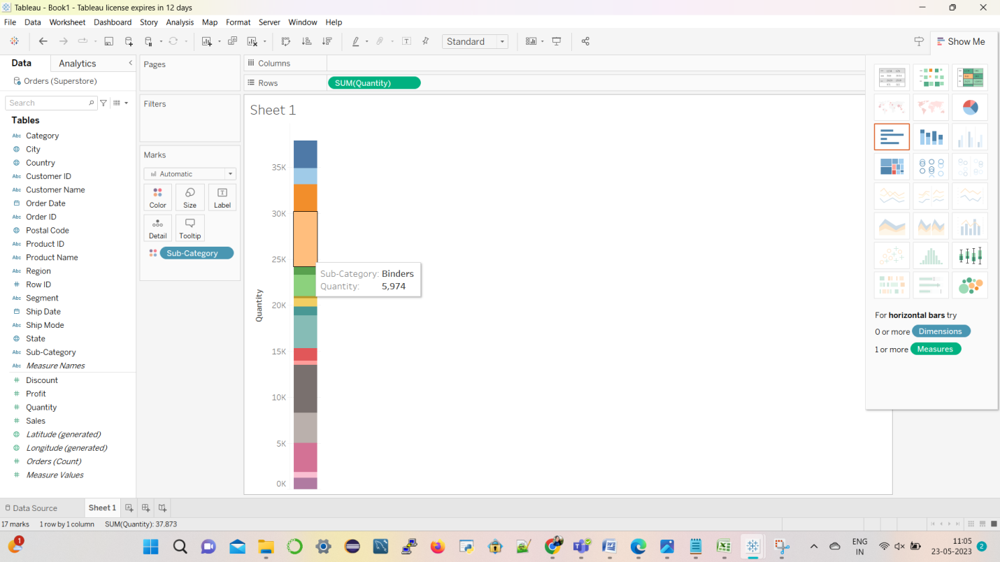 Tableau - Book1 - Tableau license expires in 12 days
File Data Worksheet Dashboard Story Analysis Map Format Server Window Help
Standard
Show Me
Data Analytics
Orders (Superstore)
Search
Tables
Category
City
Country
Customer ID
Customer Name
Order Date
Order ID
Postal Code
Product ID
Product Name
Region
Row ID
Segment
Ship Date
Ship Mode
State
Sub-Category
Measure Names
Discount
Profit
Quantity
Sales
Latitude (generated)
Longitude (generated)
Orders (Count)
Measure Values
Pages
Filters
Marks
Automatic
Color Size Label
Detail Tooltip
Sub-Category
Columns
Rows SUM(Quantity)
Sheet 1
35K
30K
25K
20K
15K
10K
5K
0K
Quantity
Sub-Category: Binders
Quantity: 5,974
For horizontal bars try
0 or more Dimensions
1 or more Measures
Data Source Sheet 1
17 marks 1 row by 1 column SUM(Quantity): 37,873
1
ENG
IN
11:05
23-05-2023
2